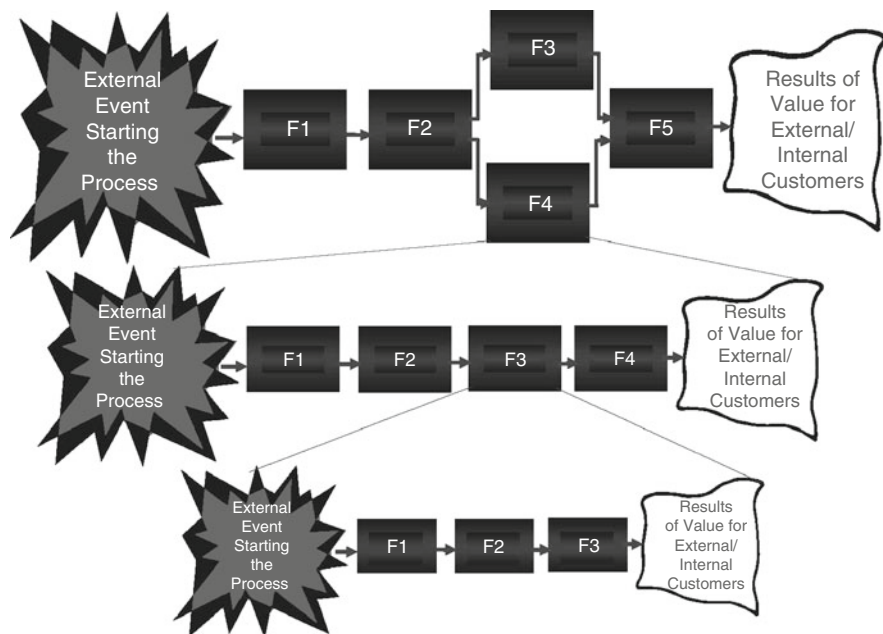 External
Event
Starting
the
Process
F1
F2
F3
F4
F5
Results of
Value for
External/
Internal
Customers
External
Event
Starting
the
Process
F1
F2
F3
F4
Results
of Value for
External/
Internal
Customers
External
Event
Starting
the
Process
F1
F2
F3
Results
of Value for
External/
Internal
Customers